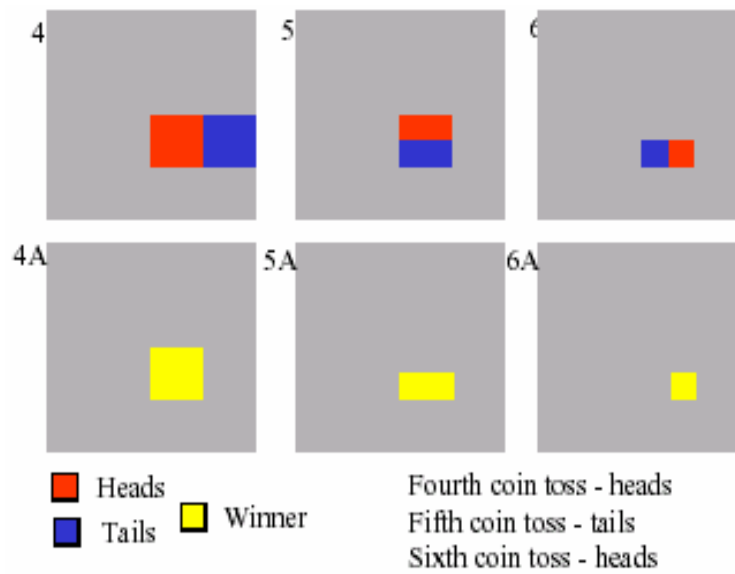 4
5
6
4A
5A
6A
Heads
Tails
Winner
Fourth coin toss - heads
Fifth coin toss - tails
Sixth coin toss - heads